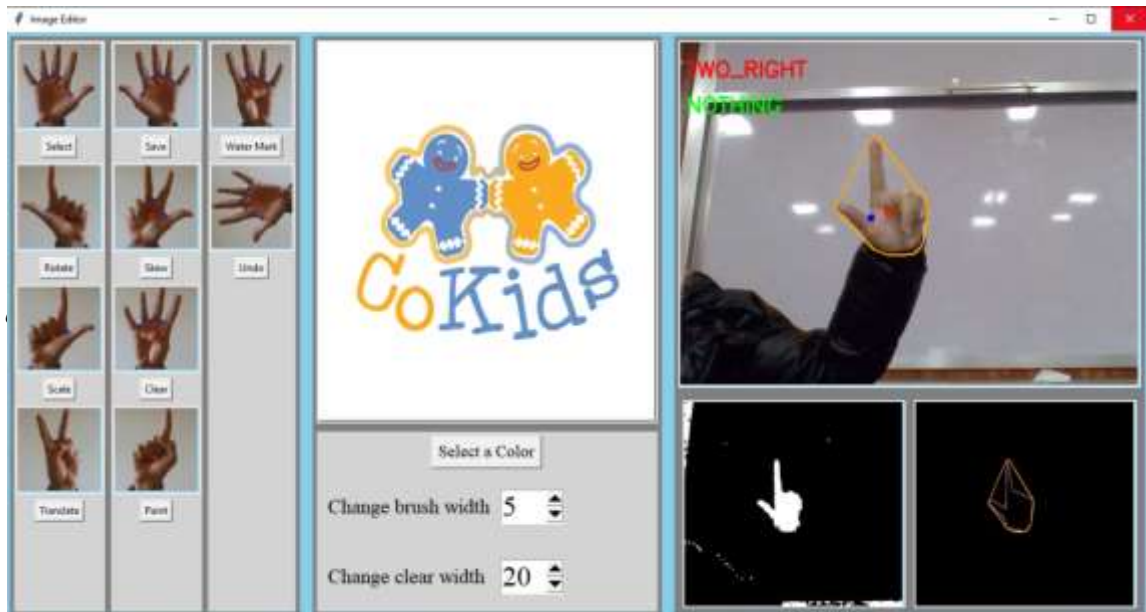 Image Editor
Select
Save
Water Mark
Rotate
Skew
Undo
Scale
Clear
Translate
Paint
CoKids
Select a Color
Change brush width 5
Change clear width 20
TWO_RIGHT
NOTHING